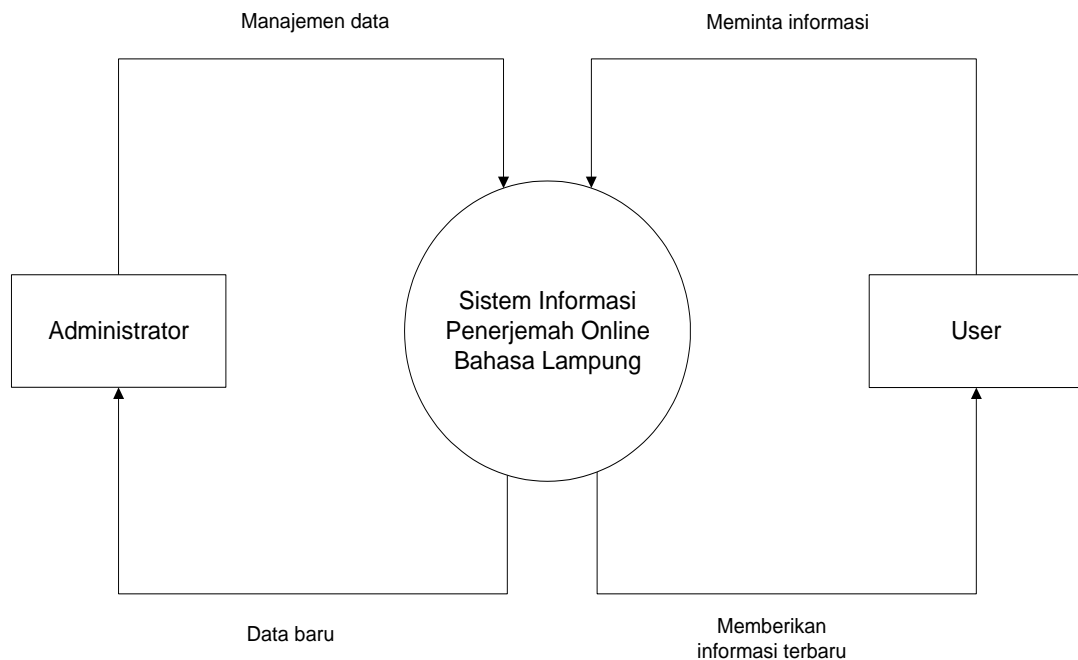 Manajemen data
Meminta informasi
Administrator
Sistem Informasi
Penerjemah Online
Bahasa Lampung
User
Data baru
Memberikan
informasi terbaru